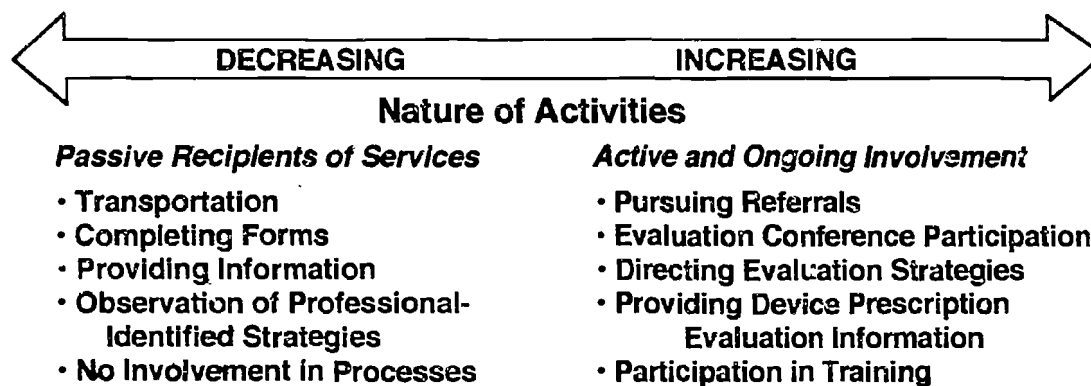 DECREASING INCREASING
Nature of Activities
Passive Recipients of Services
• Transportation
• Completing Forms
• Providing Information
• Observation of Professional-
Identified Strategies
• No Involvement in Processes
Active and Ongoing Involvement
• Pursuing Referrals
• Evaluation Conference Participation
• Directing Evaluation Strategies
• Providing Device Prescription
Evaluation Information
• Participation in Training